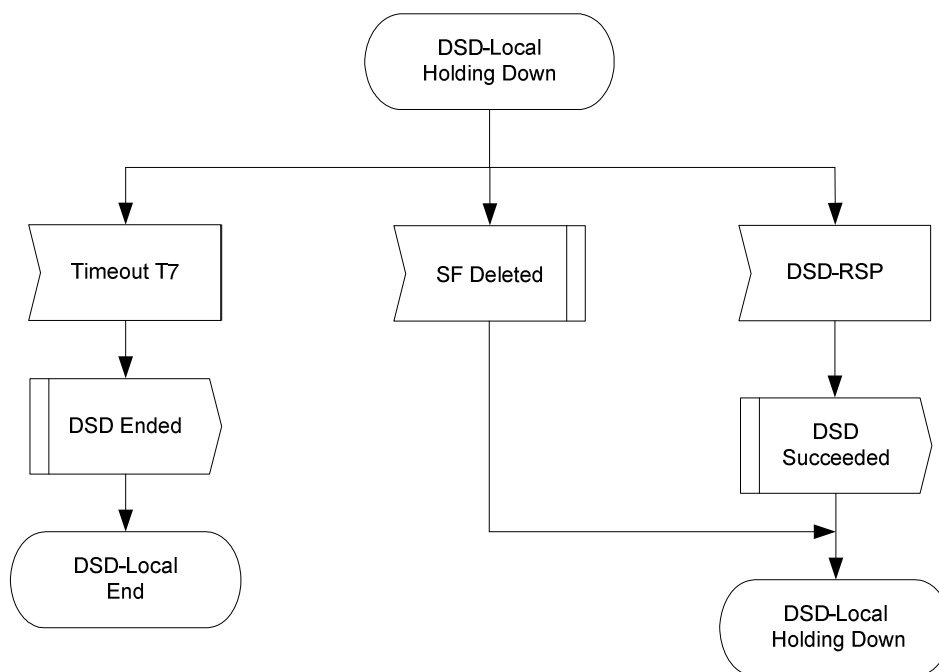 DSD-Local
Holding Down
Timeout T7
SF Deleted
DSD-RSP
DSD Ended
DSD
Succeeded
DSD-Local
End
DSD-Local
Holding Down